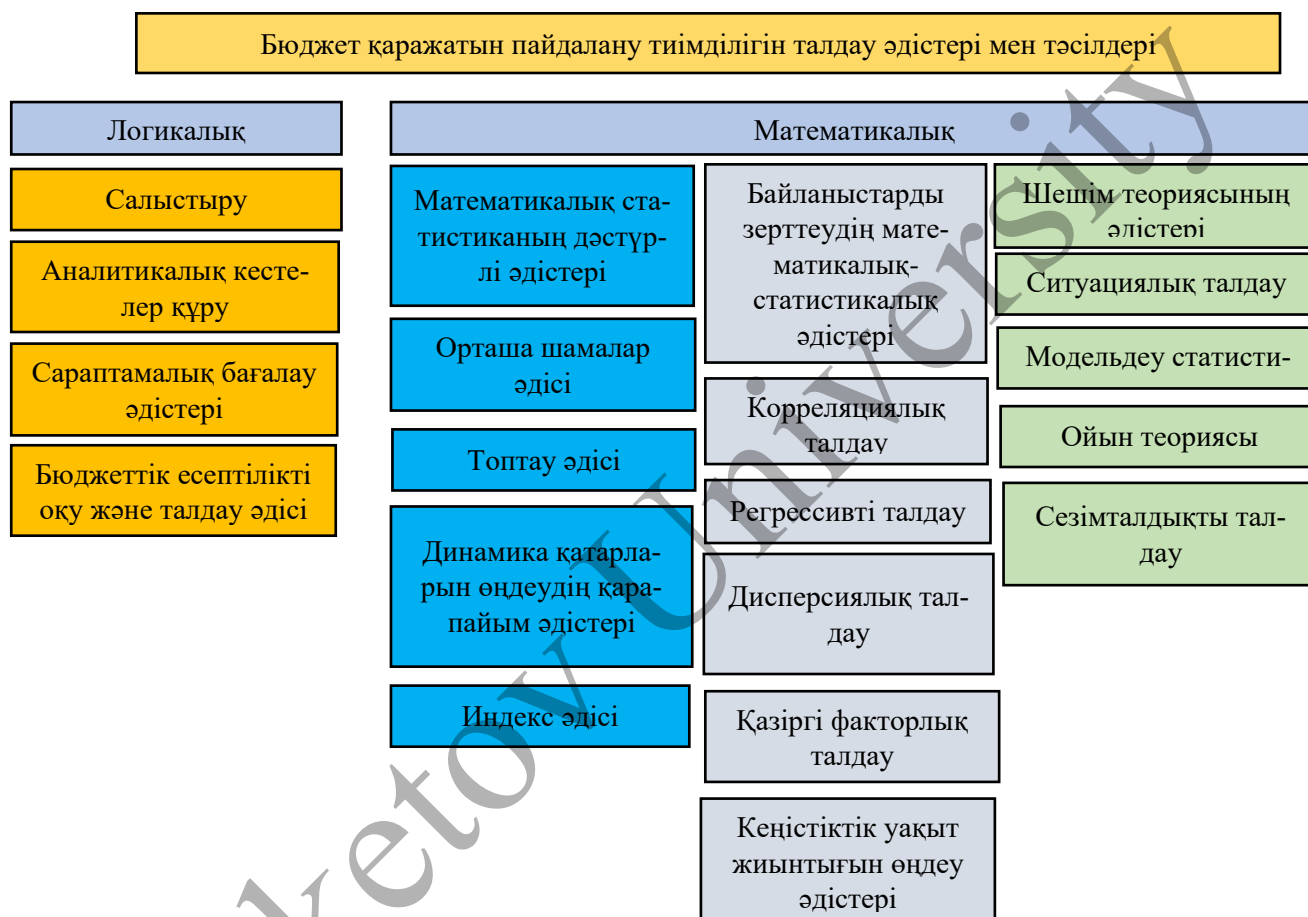 Бюджет қаражатын пайдалану тиімділігін талдау әдістері мен тәсілдері
Логикалық
Салыстыру
Аналитикалық кесте-
лер құру
Сараптамалық бағалау
әдістері
Бюджеттік есептілікті
оқу және талдау әдісі
Математикалық
Математикалық ста-
тистиканың дәстүр-
лі әдістері
Орташа шамалар
әдісі
Топтау әдісі
Динамика қатарла-
рын өңдеудің қара-
пайым әдістері
Индекс әдісі
Байланыстарды
зерттеудің мате-
матикалық-
статистикалық
әдістері
Корреляциялық
талдау
Регрессивті талдау
Дисперсиялық тал-
дау
Қазіргі факторлық
талдау
Кеңістіктік уақыт
жиынтығын өңдеу
әдістері
Шешім теориясының
әдістері
Ситуациялық талдау
Модельдеу статисти-
Ойын теориясы
Сезімталдықты тал-
дау
ketov University